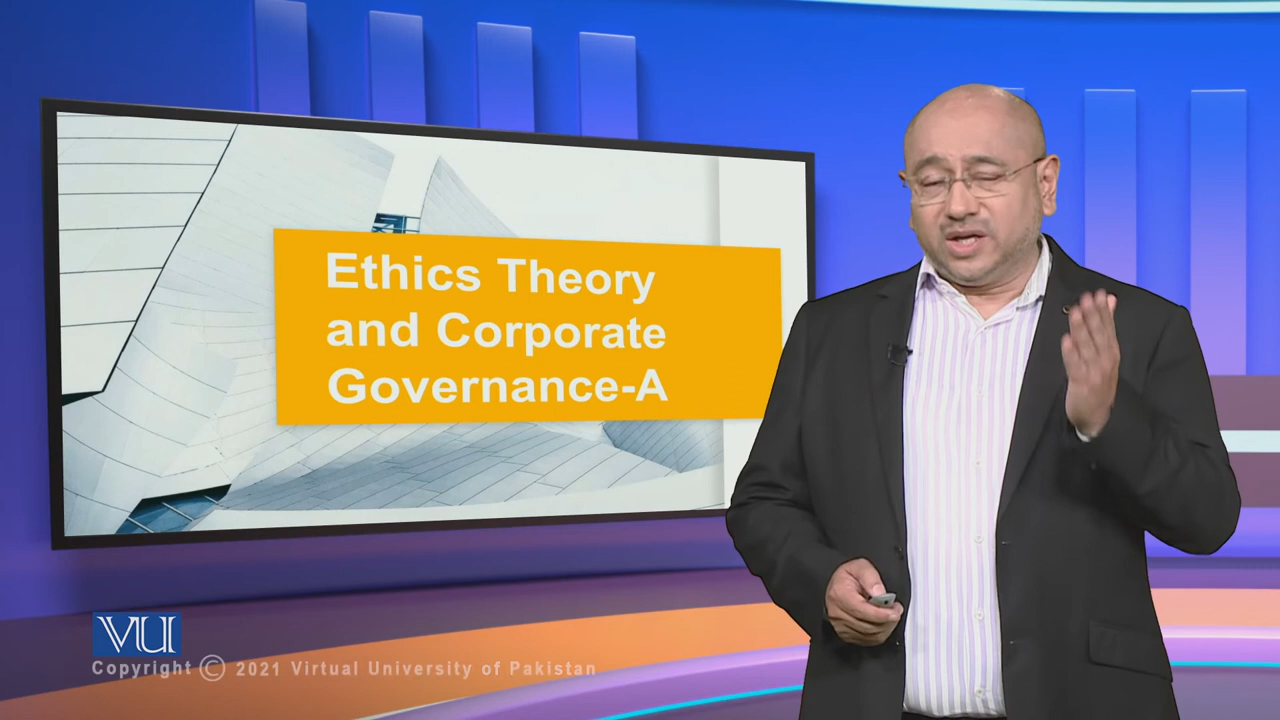 Ethics Theory
and Corporate
Governance-A
VU
Copyright © 2021 Virtual University of Pakistan